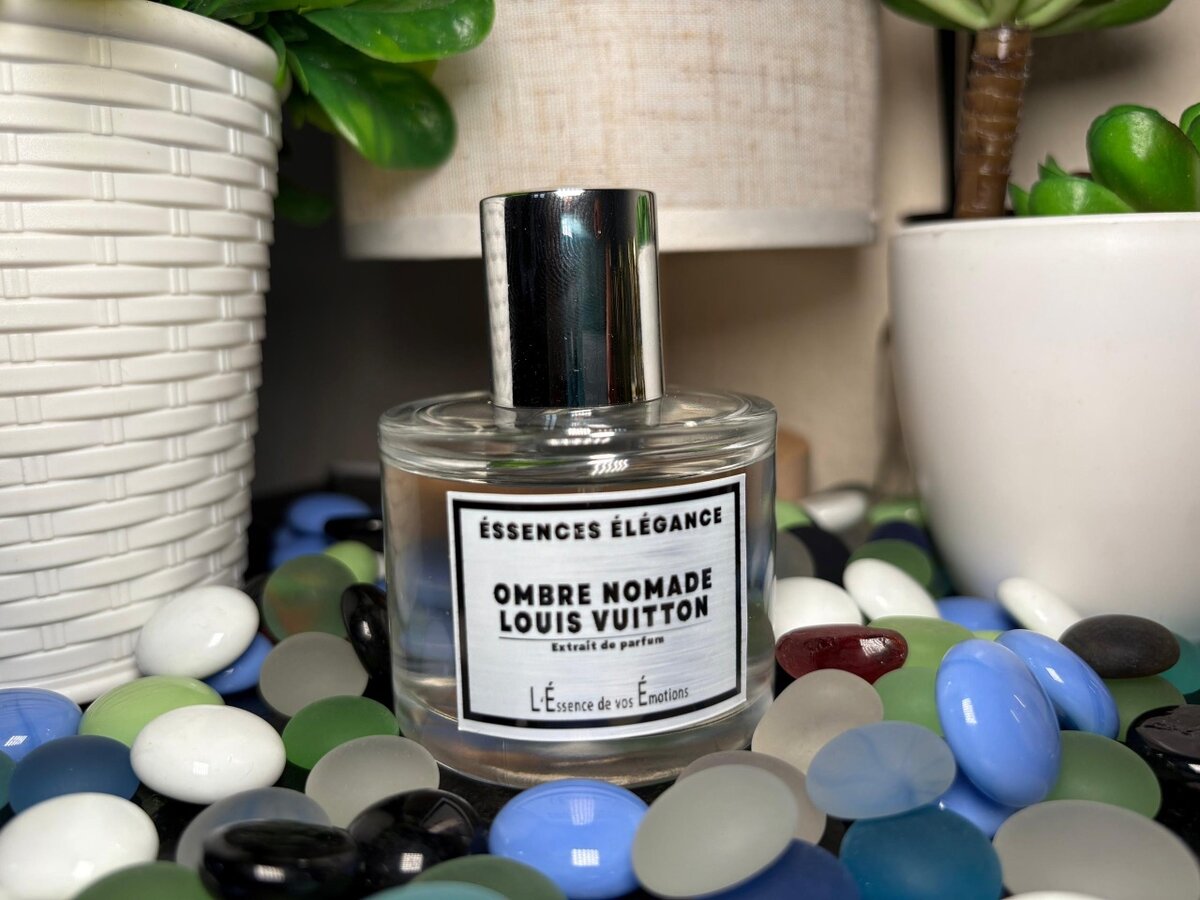 ÉSSENCES ÉLÉGANCE
OMBRE NOMADE
LOUIS VUITTON
Extrait de parfum
L'Éssence de vos Émotions